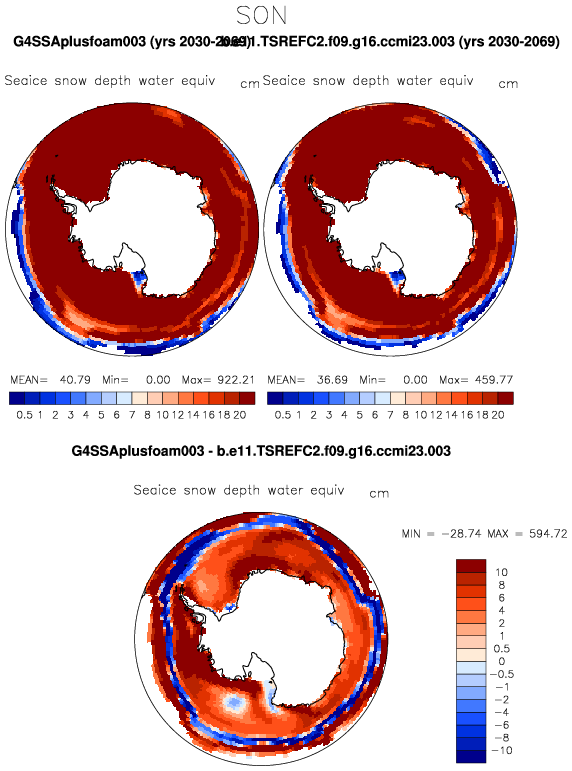 SON
G4SSAplusfoam003 (yrs 2030-2069) b.e11.TSREFC2.f09.g16.ccmi23.003 (yrs 2030-2069)
Seaice snow depth water equiv cm Seaice snow depth water equiv cm
MEAN= 40.79 Min= 0.00 Max= 922.21 MEAN= 36.69 Min= 0.00 Max= 459.77
0.5 1 2 3 4 5 6 7 8 10 12 14 16 18 20 0.5 1 2 3 4 5 6 7 8 10 12 14 16 18 20
G4SSAplusfoam003 - b.e11.TSREFC2.f09.g16.ccmi23.003
Seaice snow depth water equiv cm
MIN = -28.74 MAX = 594.72
10
8
6
4
2
1
0.5
0
-0.5
-1
-2
-4
-6
-8
-10